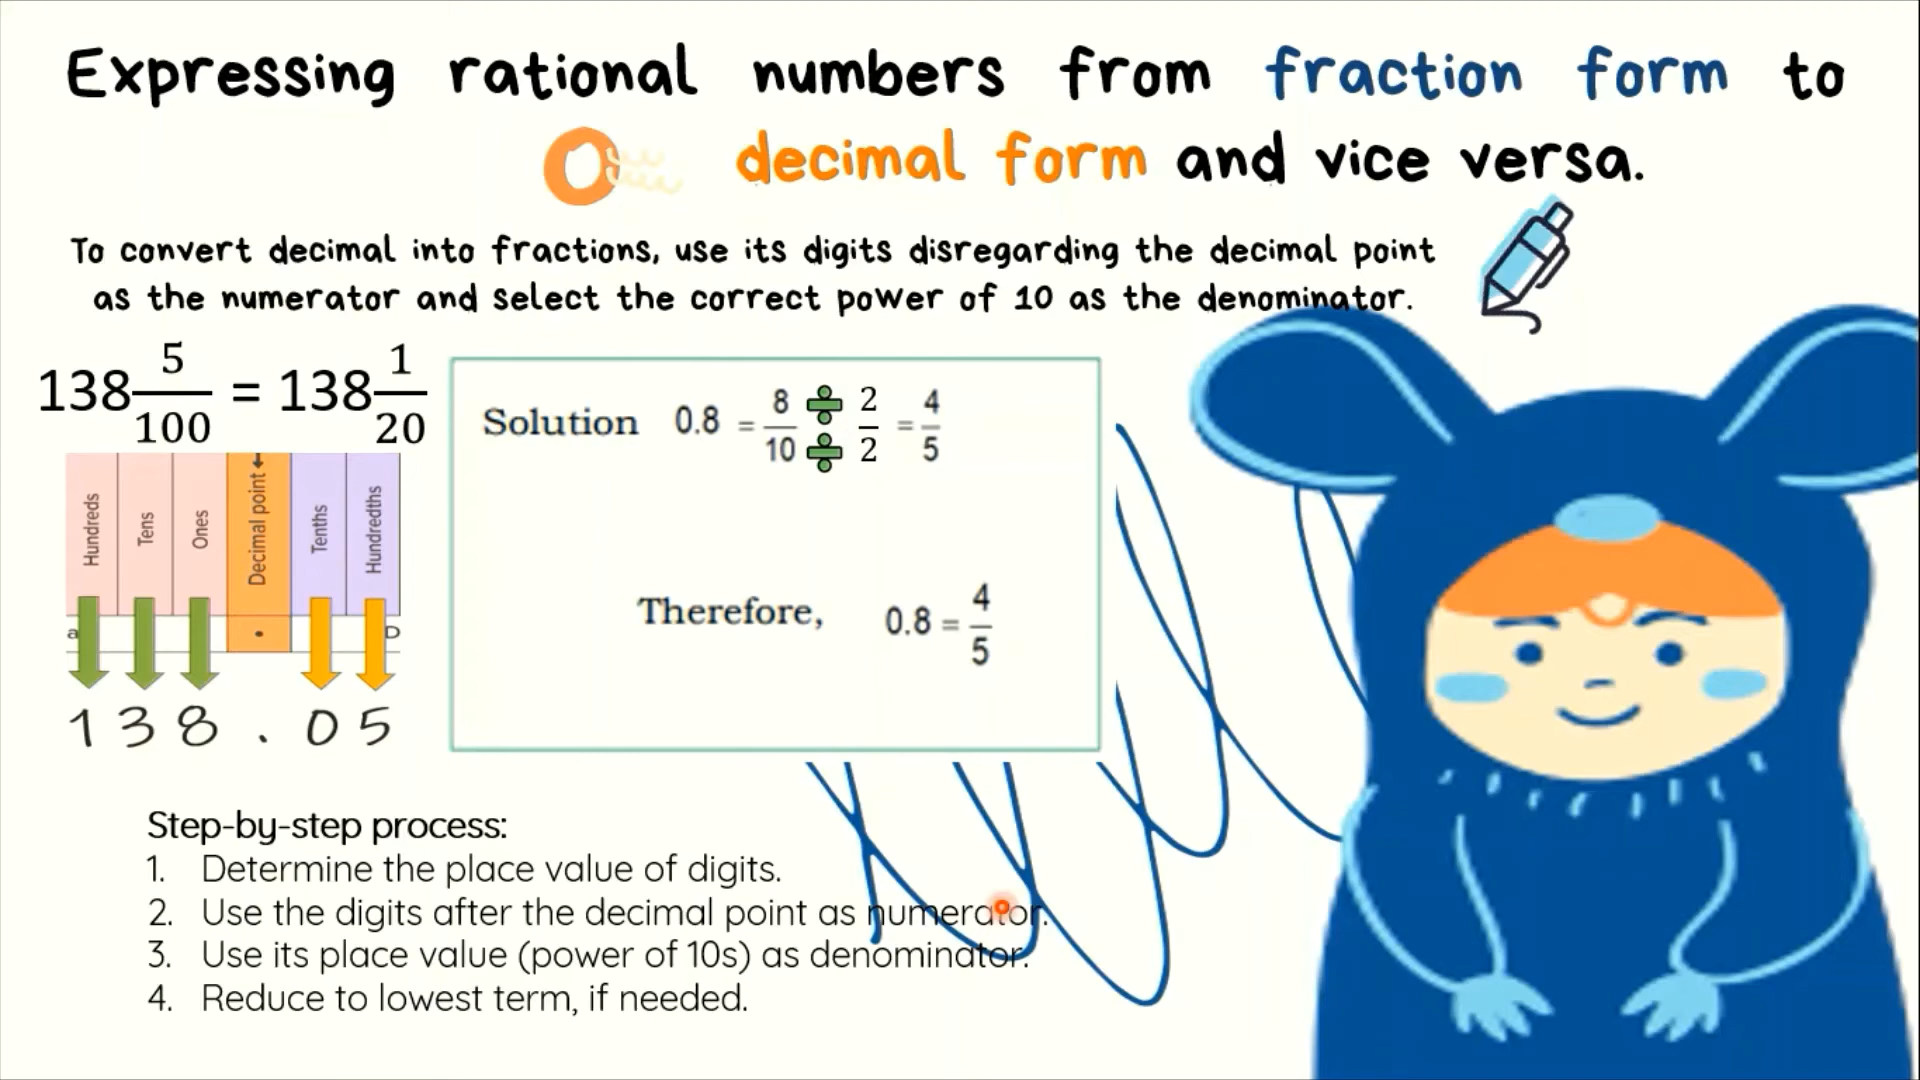 Expressing rational numbers from fraction form to
decimal form and vice versa.
To convert decimal into fractions, use its digits disregarding the decimal point
as the numerator and select the correct power of 10 as the denominator.
138 5/100 = 138 1/20
Solution 0.8 = 8/10 ÷ 2/2 = 4/5
Hundreds Tens Ones Decimal point Tenths Hundredths
a . D
138.05
Therefore, 0.8 = 4/5
Step-by-step process:
1. Determine the place value of digits.
2. Use the digits after the decimal point as numerator.
3. Use its place value (power of 10s) as denominator.
4. Reduce to lowest term, if needed.